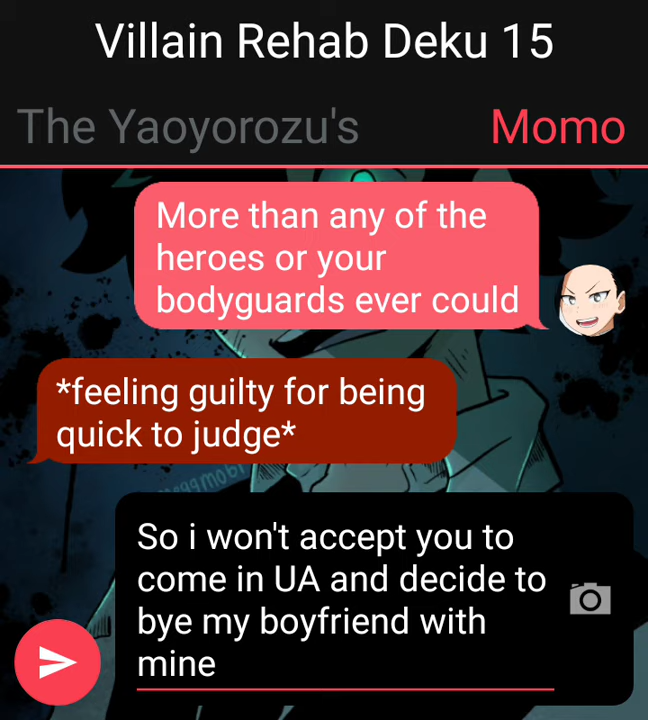 Villain Rehab Deku 15
The Yaoyorozu's
Momo
More than any of the
heroes or your
bodyguards ever could
*feeling guilty for being
quick to judge*
So i won't accept you to
come in UA and decide to
bye my boyfriend with
mine